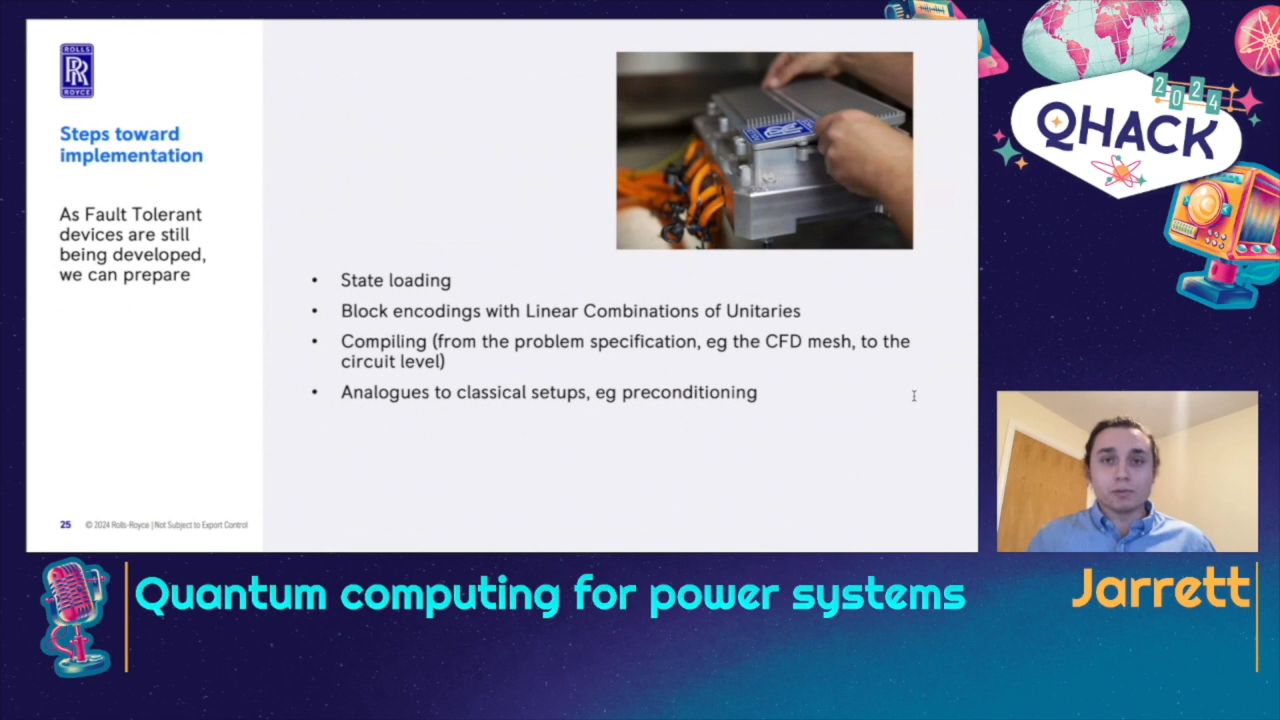 ROLLS
RR
ROYCE
Steps toward
implementation
As Fault Tolerant
devices are still
being developed,
we can prepare
• State loading
• Block encodings with Linear Combinations of Unitaries
• Compiling (from the problem specification, eg the CFD mesh, to the
circuit level)
• Analogues to classical setups, eg preconditioning
25 © 2024 Rolls-Royce | Not Subject to Export Control
2024
QHACK
Quantum computing for power systems
Jarrett